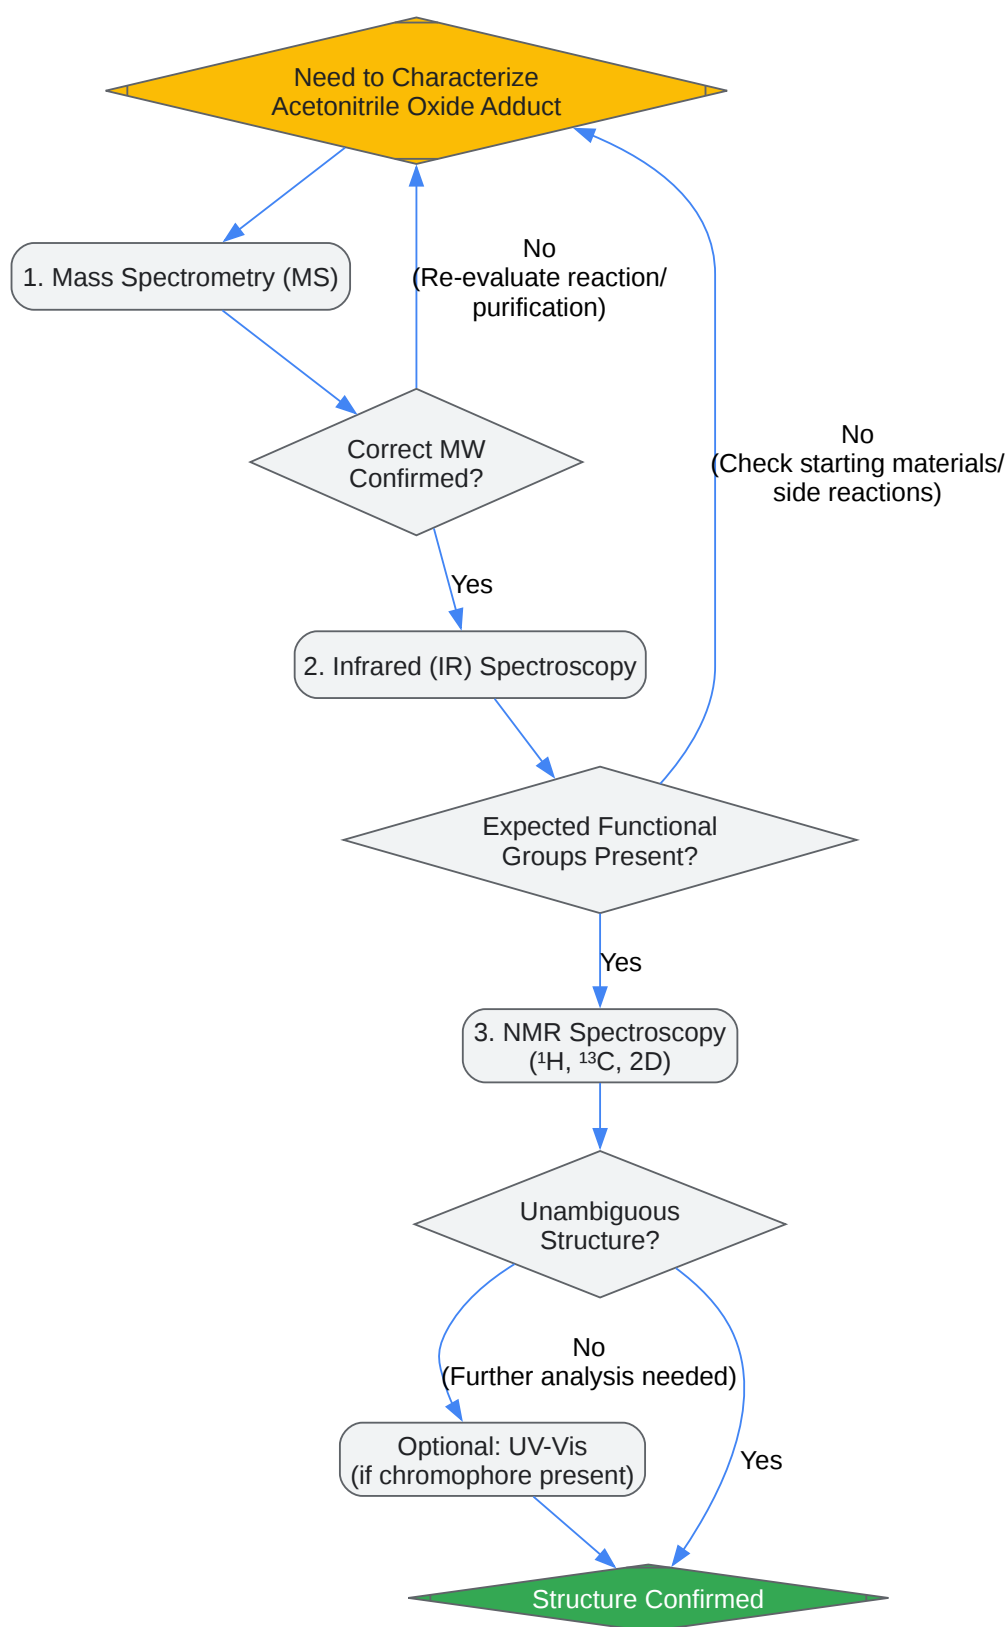 Need to Characterize
Acetonitrile Oxide Adduct
1. Mass Spectrometry (MS)
No
(Re-evaluate reaction/
purification)
Correct MW
Confirmed?
No
(Check starting materials/
side reactions)
Yes
2. Infrared (IR) Spectroscopy
Expected Functional
Groups Present?
Yes
3. NMR Spectroscopy
(¹H, ¹³C, 2D)
Unambiguous
Structure?
No
(Further analysis needed)
Optional: UV-Vis
(if chromophore present)
Yes
Structure Confirmed